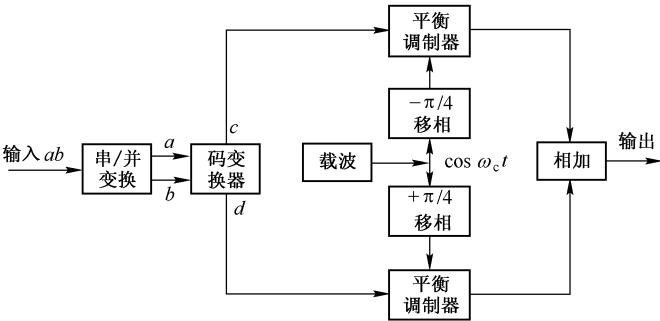 平衡
调制器
−π/4
移相
c
输入 ab
串/并
变换
a
b
码变
换器
d
载波
cos ω_c t
相加
输出
+π/4
移相
平衡
调制器